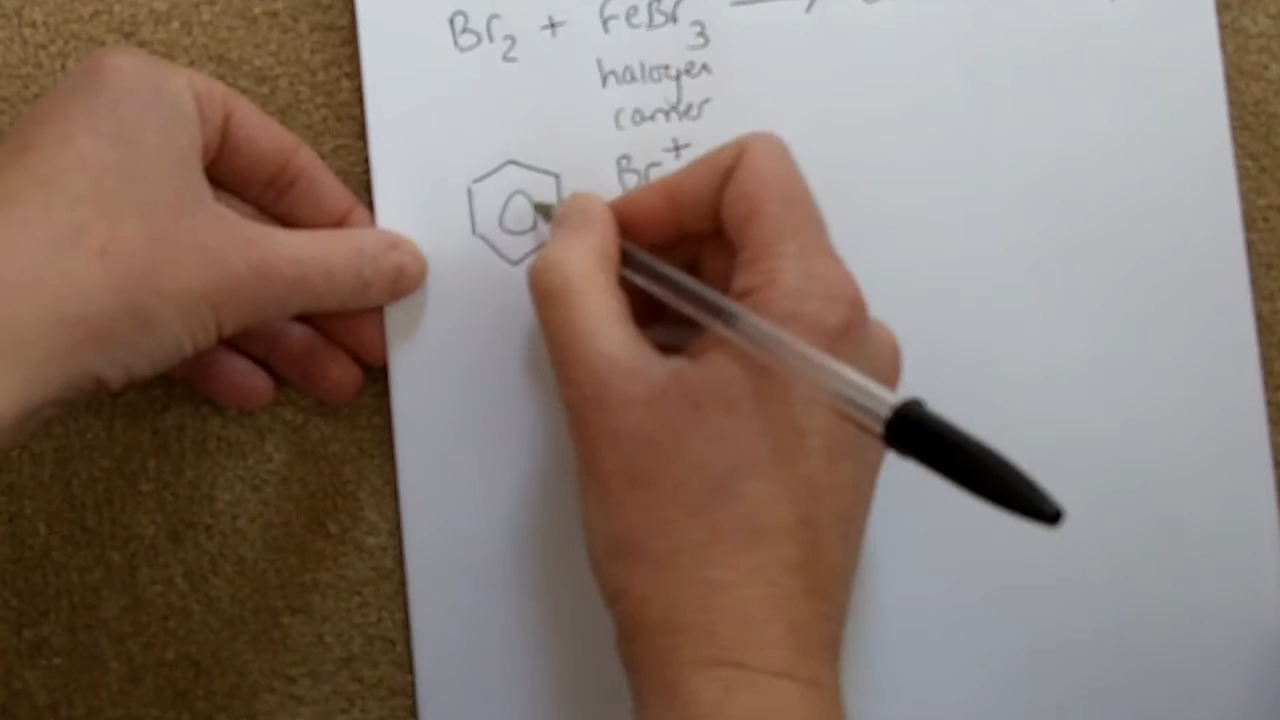 Br₂ + FeBr₃
halogen
carrier
Br⁺